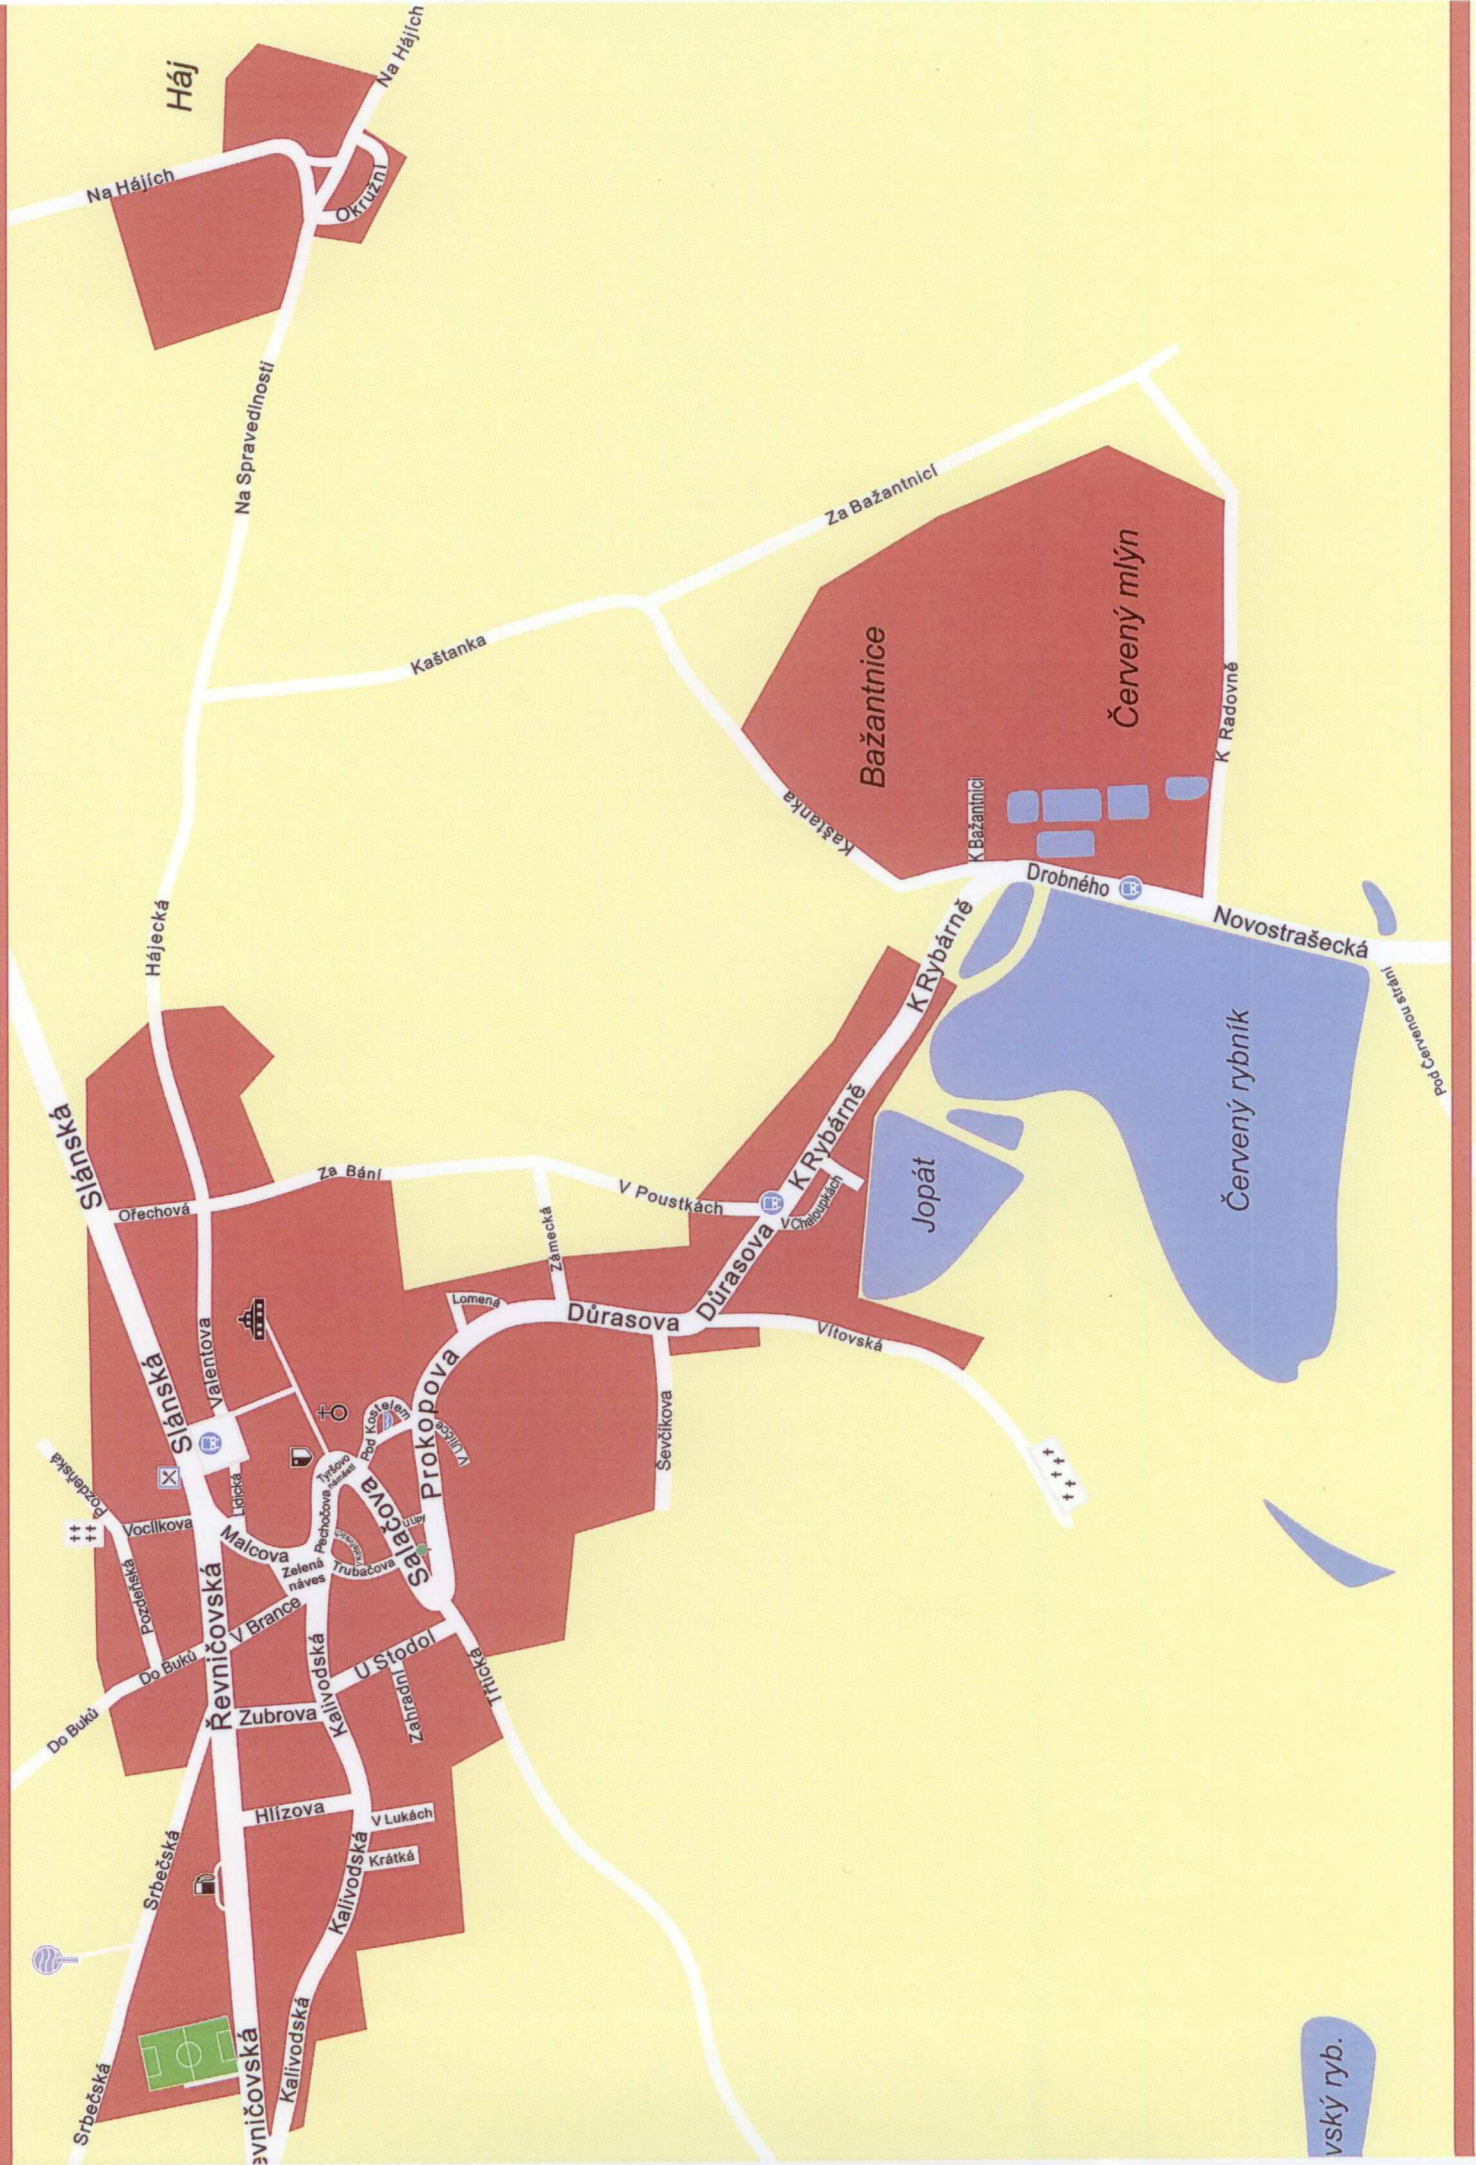 Háj
Na Hájích
Na Hájích
Okružní
Na Spravedlnosti
Za Bažantnicí
Kaštanka
Bažantnice
Červený mlýn
K Radovně
Kaštanka
K Bažantnici
Drobného
Novostrašecká
Pod Červenou strání
Hájecká
K Rybárně
Červený rybník
Jopát
K Rybárně
Slánská
Ořechová
Za Bání
V Poustkách
Zámecká
V Chaloupkách
Důrasova
Důrasova
Lomená
Vítovská
Ševčíkova
Slánská
Valentova
Prokopova
Pod Kostelem
V Uličce
Tyršovo
náměstí
Salačova
U Lípy
Lidická
Pozdeňská
Vocílkova
Malcova
Pechočova
Zelená
náves
Trubačova
Pozdeňská
Řevničovská
V Brance
Do Buků
Do Buků
Kalivodská
U Stodol
Zahradní
Třtická
Zubrova
Hlízova
V Lukách
Krátká
Kalivodská
Srbečská
Srbečská
Kalivodská
evničovská
vský ryb.